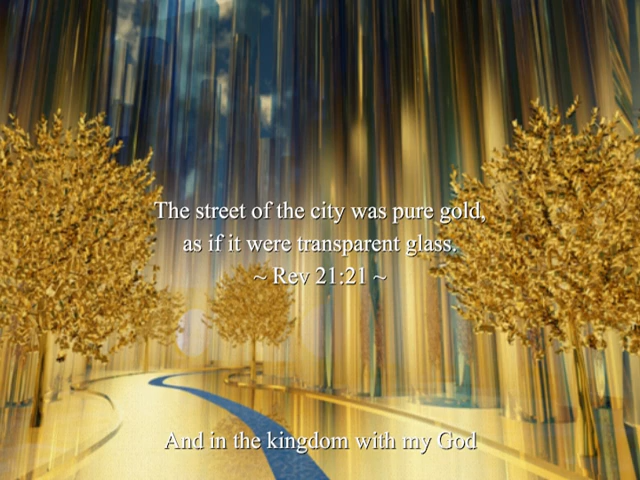 The street of the city was pure gold,
as if it were transparent glass.
~ Rev 21:21 ~
And in the kingdom with my God